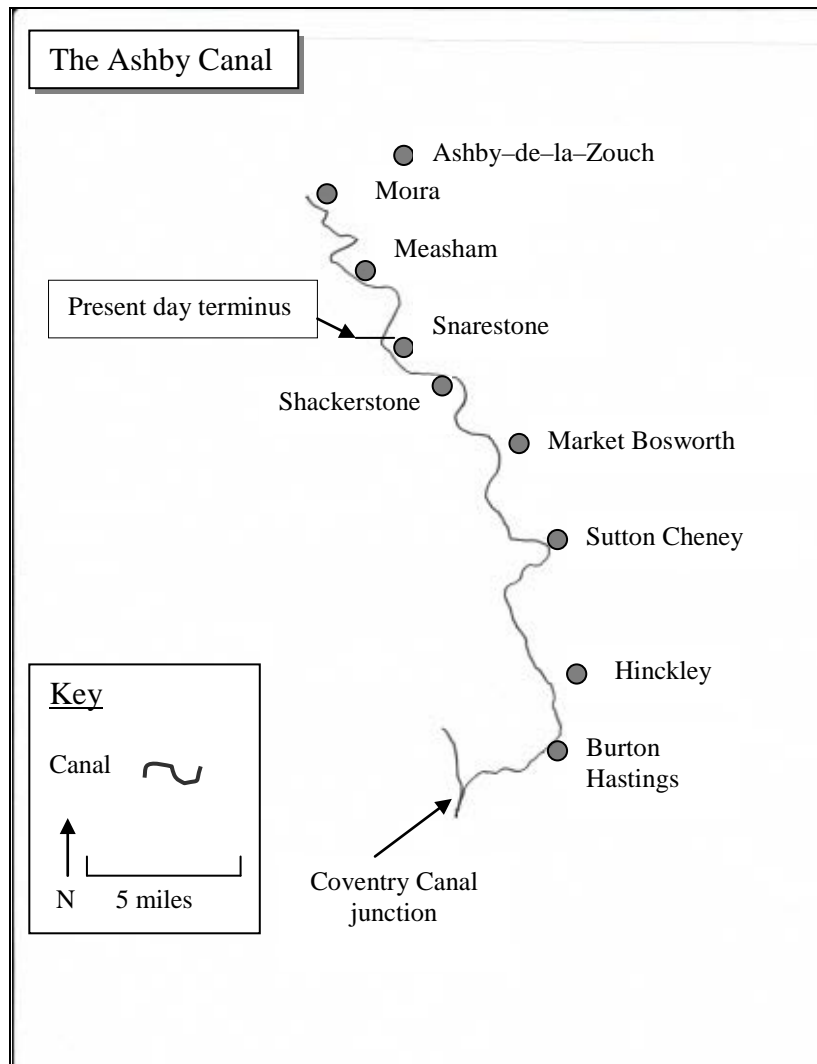 The Ashby Canal
Ashby–de–la–Zouch
Moira
Measham
Present day terminus
Snarestone
Shackerstone
Market Bosworth
Sutton Cheney
Hinckley
Burton
Hastings
Coventry Canal
junction
Key
Canal
N
5 miles